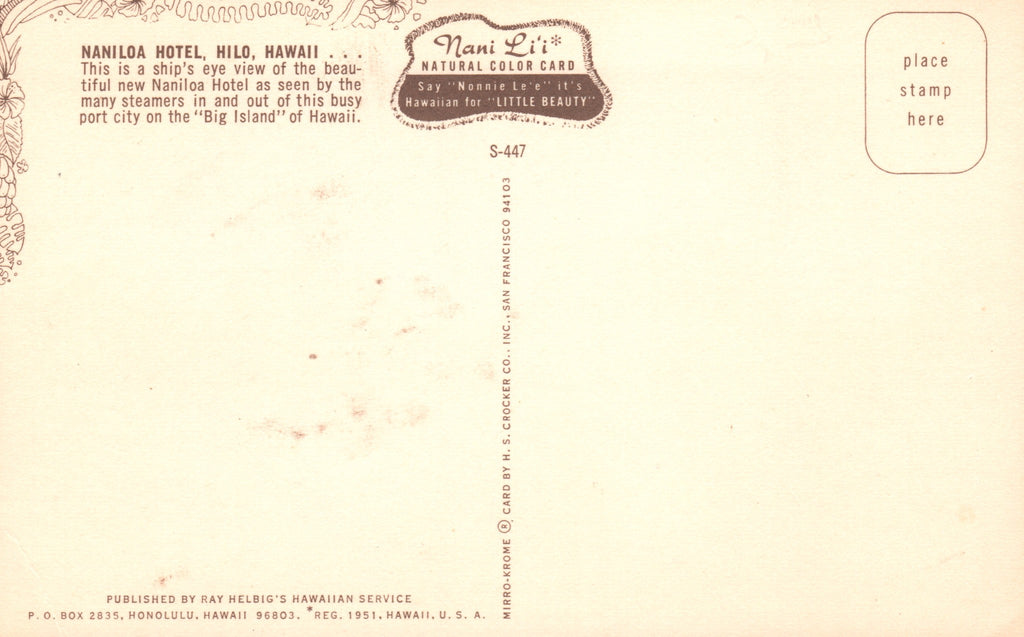 NANILOA HOTEL, HILO, HAWAII . . .
This is a ship's eye view of the beau-
tiful new Naniloa Hotel as seen by the
many steamers in and out of this busy
port city on the "Big Island" of Hawaii.
Nani Li'i*
NATURAL COLOR CARD
Say "Nonnie Le'e" it's
Hawaiian for "LITTLE BEAUTY"
S-447
place
stamp
here
MIRRO-KROME ® CARD BY H. S. CROCKER CO., INC., SAN FRANCISCO 94103
PUBLISHED BY RAY HELBIG'S HAWAIIAN SERVICE
P. O. BOX 2835, HONOLULU, HAWAII 96803. *REG. 1951, HAWAII, U. S. A.